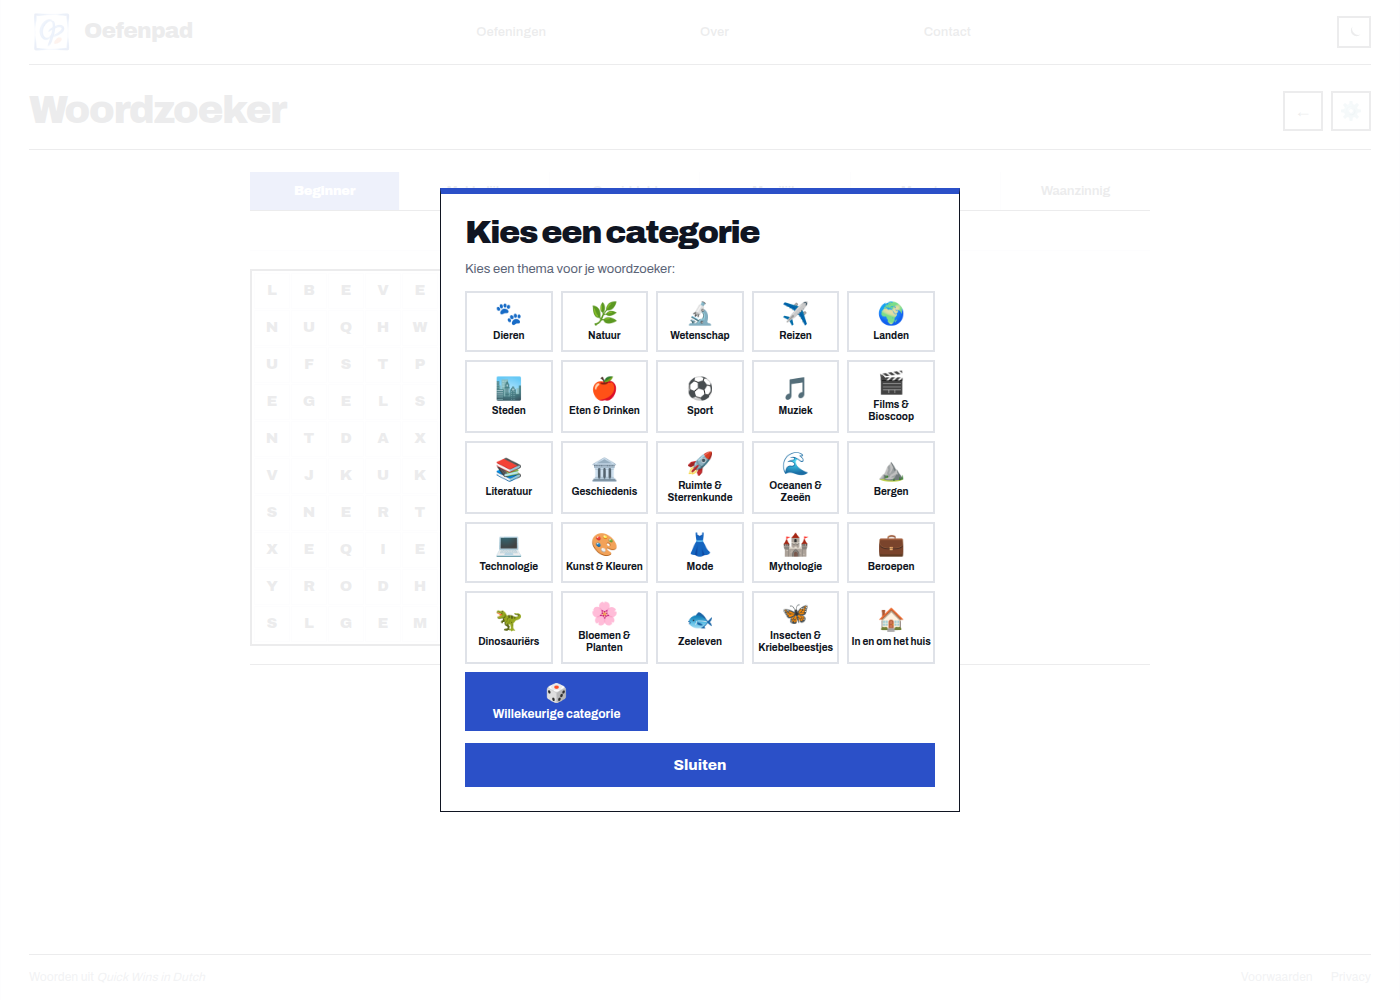 Oefenpad
Oefeningen
Over
Contact
Woordzoeker
Beginner
Waanzinnig
Kies een categorie
Kies een thema voor je woordzoeker:
Dieren
Natuur
Wetenschap
Reizen
Landen
Steden
Eten & Drinken
Sport
Muziek
Films &
Bioscoop
Literatuur
Geschiedenis
Ruimte &
Sterrenkunde
Oceanen &
Zeeën
Bergen
Technologie
Kunst & Kleuren
Mode
Mythologie
Beroepen
Dinosauriërs
Bloemen &
Planten
Zeeleven
Insecten &
Kriebelbeestjes
In en om het huis
Willekeurige categorie
Sluiten
L B E V E
N U Q H W
U F S T P
E G E L S
N T D A X
V J K U K
S N E R T
X E Q I E
Y R O D H
S L G E M
Woorden uit Quick Wins in Dutch
Voorwaarden
Privacy